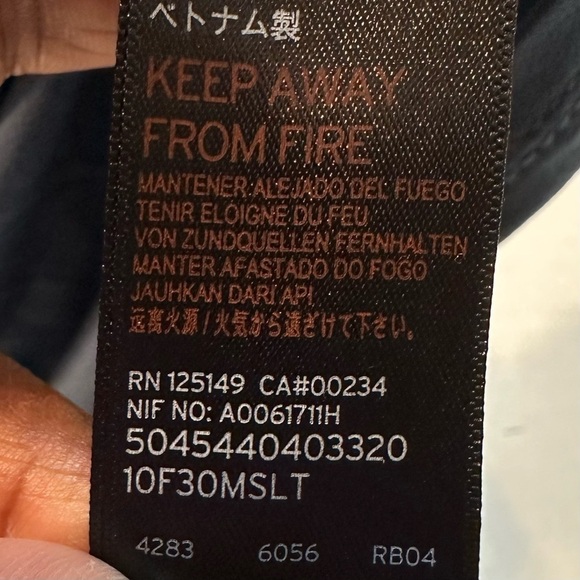 ベトナム製
KEEP AWAY
FROM FIRE
MANTENER ALEJADO DEL FUEGO
TENIR ELOIGNE DU FEU
VON ZUNDQUELLEN FERNHALTEN
MANTER AFASTADO DO FOGO
JAUHKAN DARI API
远离火源 / 火気から遠ざけて下さい。
RN 125149 CA#00234
NIF NO: A0061711H
5045440403320
10F30MSLT
4283 6056 RB04